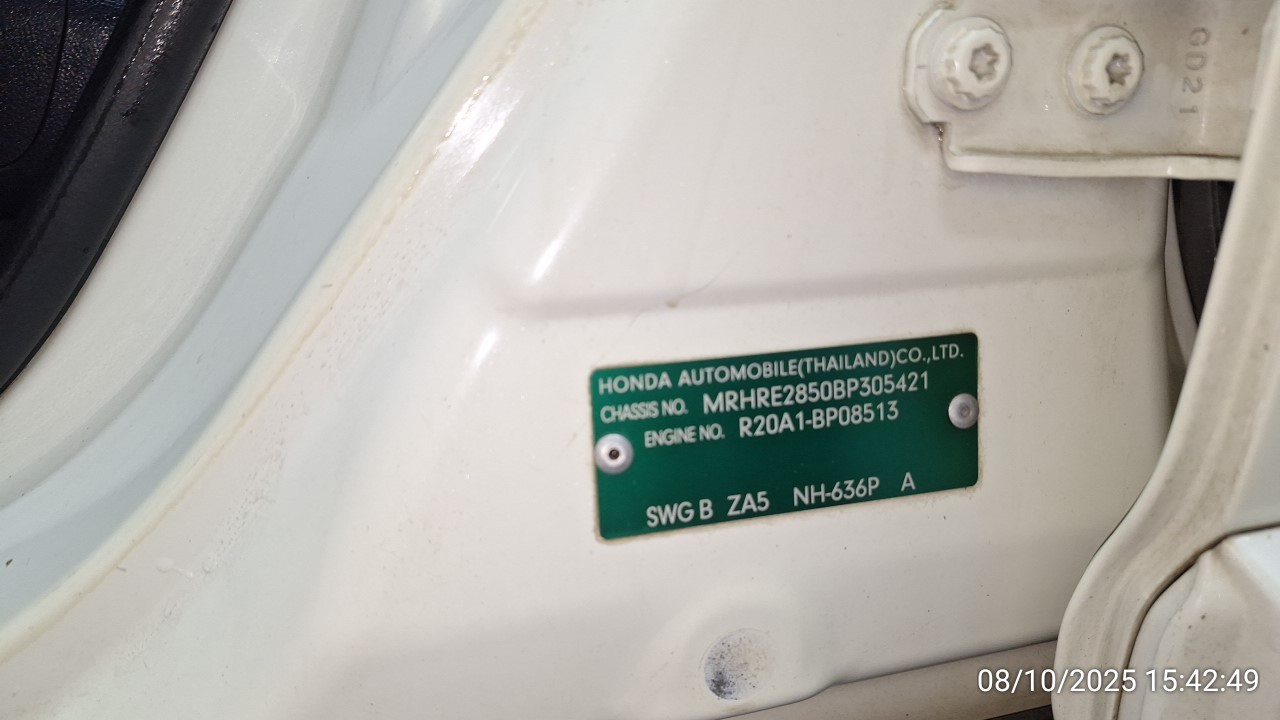 GD21
HONDA AUTOMOBILE(THAILAND)CO.,LTD.
CHASSIS NO. MRHRE2850BP305421
ENGINE NO. R20A1-BP08513
SWG B ZA5 NH-636P A
08/10/2025 15:42:49